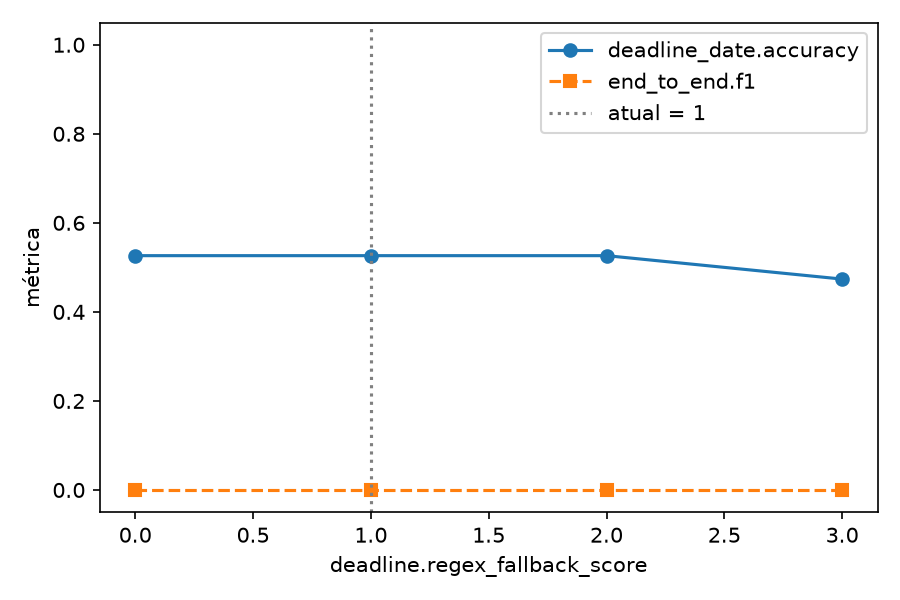 deadline_date.accuracy
end_to_end.f1
atual = 1
métrica
1.0
0.8
0.6
0.4
0.2
0.0
0.0 0.5 1.0 1.5 2.0 2.5 3.0
deadline.regex_fallback_score